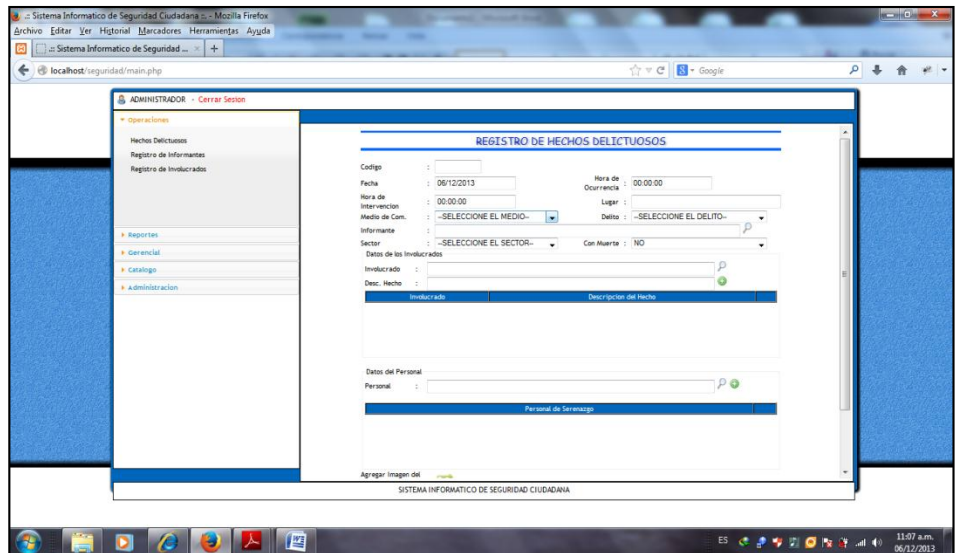 .:: Sistema Informatico de Seguridad Ciudadana ::. - Mozilla Firefox
Archivo Editar Ver Historial Marcadores Herramientas Ayuda
.:: Sistema Informatico de Seguridad ... × +
localhost/seguridad/main.php
Google
ADMINISTRADOR - Cerrar Sesion
Operaciones
Hechos Delictuosos
Registro de Informantes
Registro de Involucrados
Reportes
Gerencial
Catalogo
Administracion
REGISTRO DE HECHOS DELICTUOSOS
Codigo :
Fecha : 06/12/2013 Hora de Ocurrencia : 00:00:00
Hora de Intervencion : 00:00:00 Lugar :
Medio de Com. : --SELECCIONE EL MEDIO-- Delito : --SELECCIONE EL DELITO--
Informante :
Sector : --SELECCIONE EL SECTOR-- Con Muerte : NO
Datos de los Involucrados
Involucrado :
Desc. Hecho :
Involucrado Descripcion del Hecho
Datos del Personal
Personal :
Personal de Serenazgo
Agregar Imagen del
SISTEMA INFORMATICO DE SEGURIDAD CIUDADANA
ES 11:07 a.m.
06/12/2013